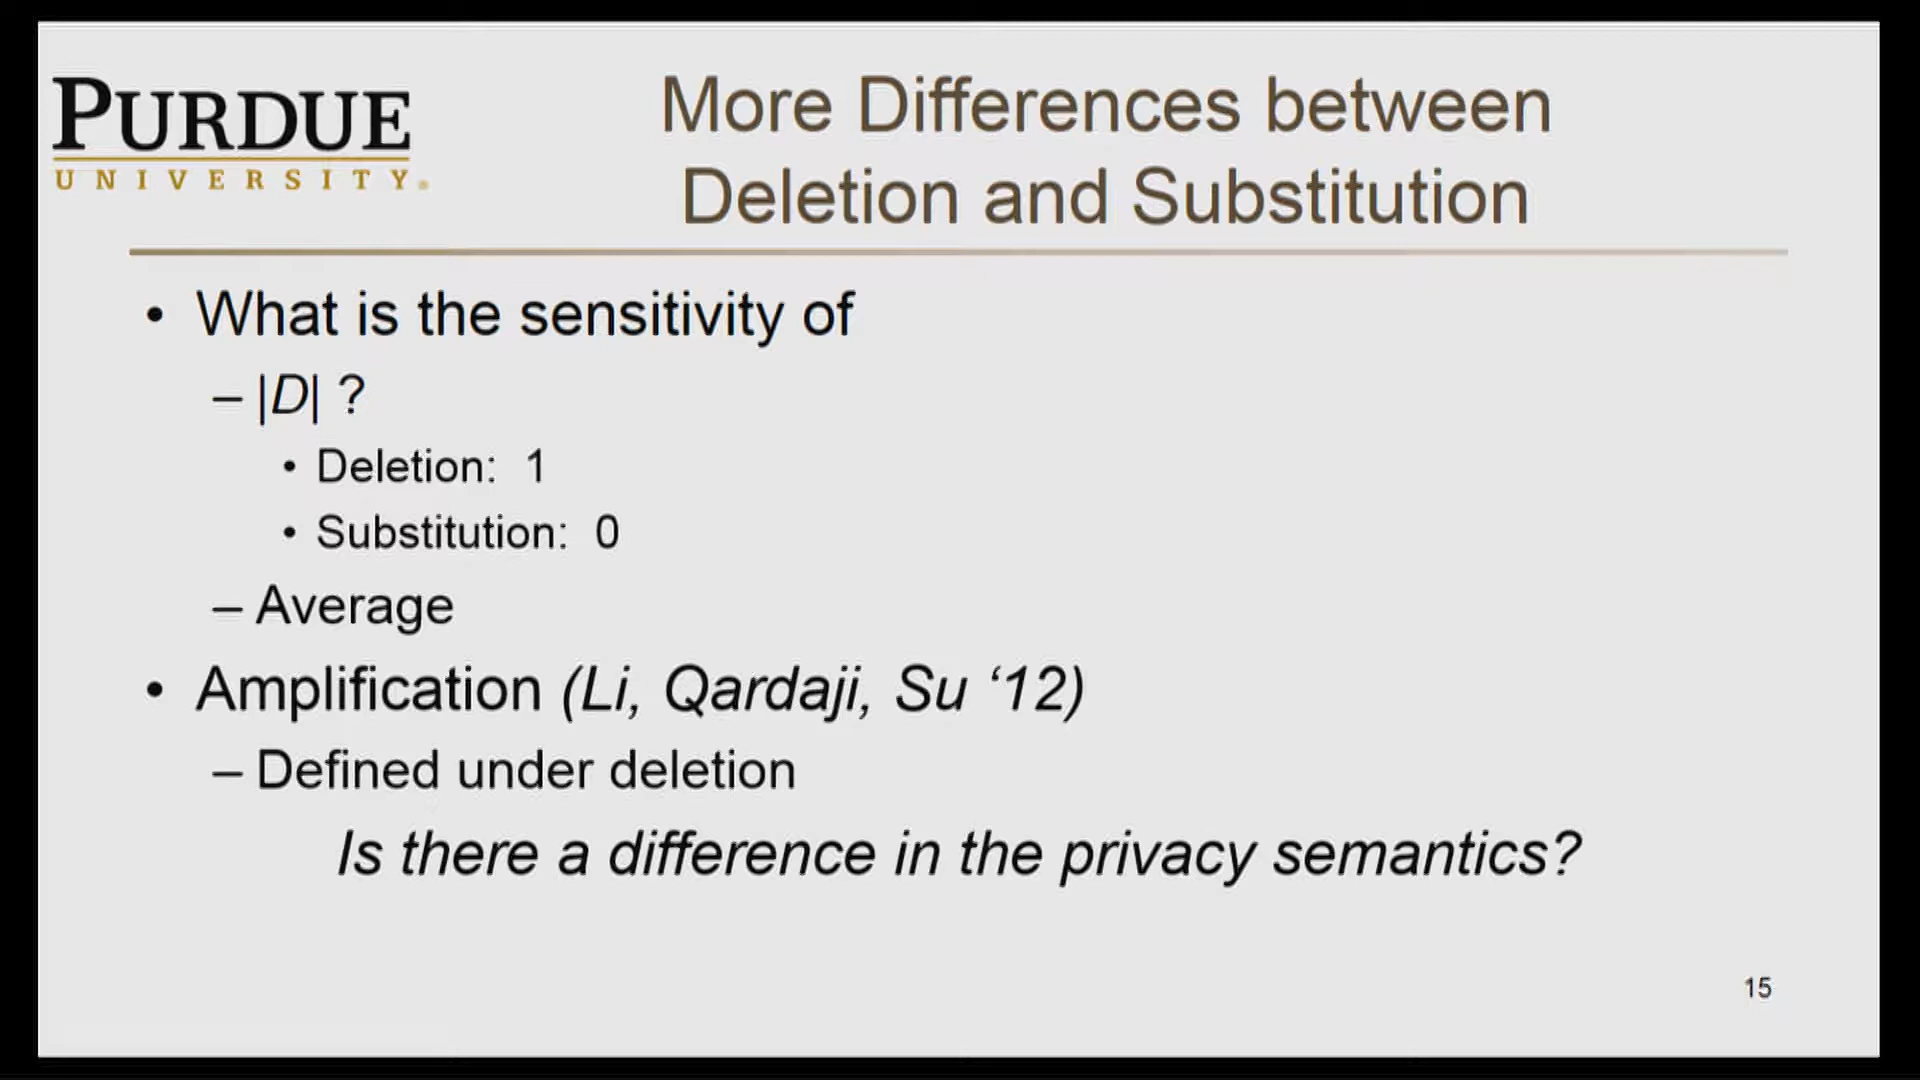 PURDUE
UNIVERSITY®
More Differences between
Deletion and Substitution
• What is the sensitivity of
– |D| ?
• Deletion: 1
• Substitution: 0
– Average
• Amplification (Li, Qardaji, Su ‘12)
– Defined under deletion
Is there a difference in the privacy semantics?
15